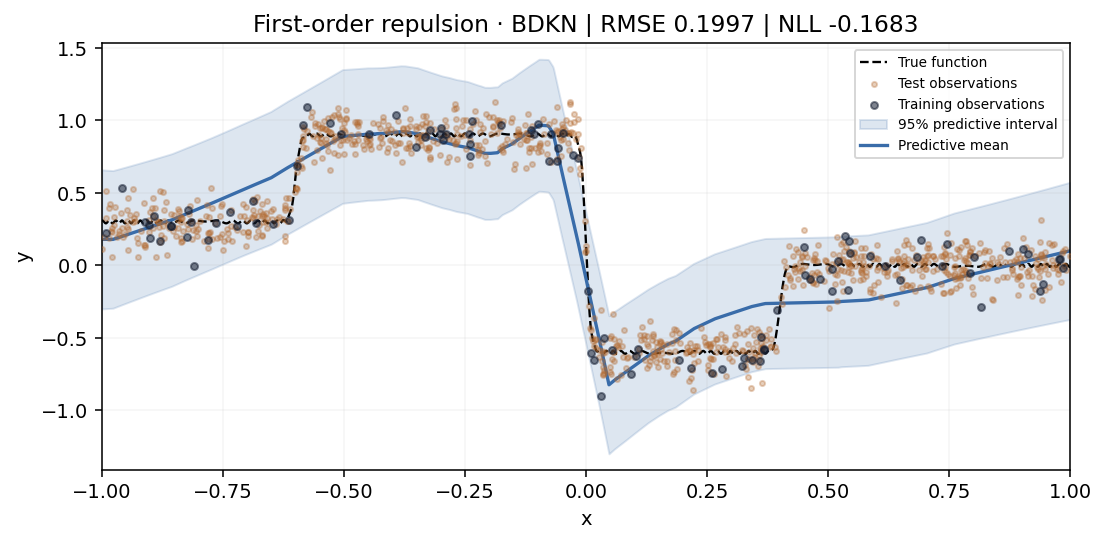 First-order repulsion · BDKN | RMSE 0.1997 | NLL -0.1683
True function
Test observations
Training observations
95% predictive interval
Predictive mean
1.5
1.0
0.5
0.0
−0.5
−1.0
y
−1.00 −0.75 −0.50 −0.25 0.00 0.25 0.50 0.75 1.00
x